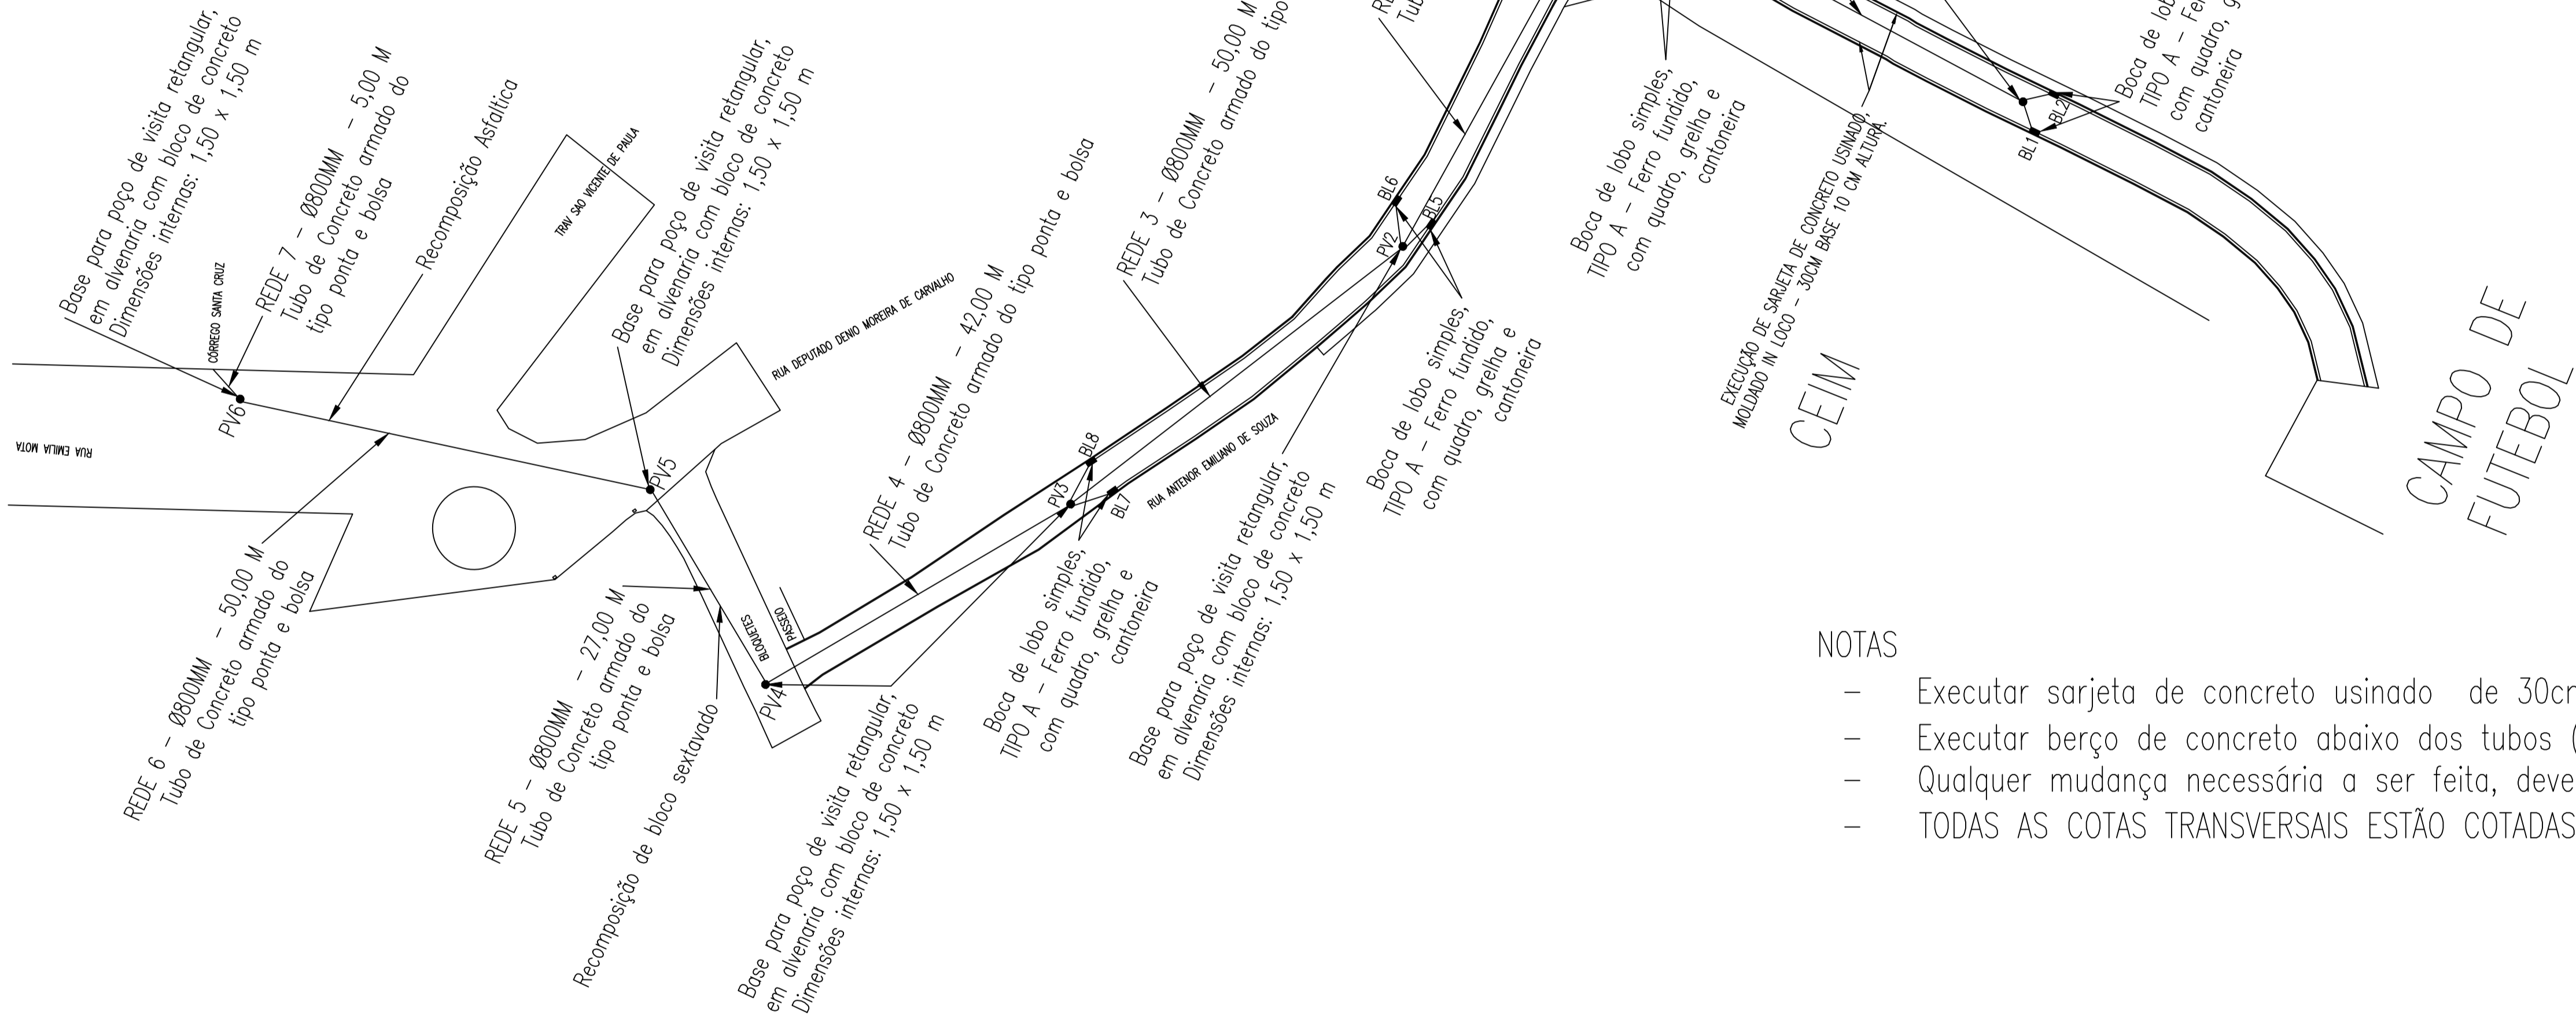 Base para poço de visita retangular,
em alvenaria com bloco de concreto
Dimensões internas: 1,50 x 1,50 m
REDE 7 - Ø800MM - 5,00 M
Tubo de Concreto armado do
tipo ponta e bolsa
Recomposição Asfaltica
CORREGO SANTA CRUZ
TRAV SAO VICENTE DE PAULA
PV6
RUA EMILIA MOTA
Base para poço de visita retangular,
em alvenaria com bloco de concreto
Dimensões internas: 1,50 x 1,50 m
RUA DEPUTADO DENIO MOREIRA DE CARVALHO
PV5
REDE 6 - Ø800MM - 50,00 M
Tubo de Concreto armado do
tipo ponta e bolsa
REDE 5 - Ø800MM - 27,00 M
Tubo de Concreto armado do
tipo ponta e bolsa
Recomposição de bloco sextavado
BLOQUETES
PASSEIO
PV4
Base para poço de visita retangular,
em alvenaria com bloco de concreto
Dimensões internas: 1,50 x 1,50 m
REDE 4 - Ø800MM - 42,00 M
Tubo de Concreto armado do tipo ponta e bolsa
PV3
BL8
BL7
Boca de lobo simples,
TIPO A - Ferro fundido,
com quadro, grelha e
cantoneira
RUA ANTENOR EMILIANO DE SOUZA
REDE 3 - Ø800MM - 50,00 M
Tubo de Concreto armado do tipo
Tub
BL6
BL5
PV2
Base para poço de visita retangular,
em alvenaria com bloco de concreto
Dimensões internas: 1,50 x 1,50 m
Boca de lobo simples,
TIPO A - Ferro fundido,
com quadro, grelha e
cantoneira
Boca de lobo simples,
TIPO A - Ferro fundido,
com quadro, grelha e
cantoneira
EXECUÇÃO DE SARJETA DE CONCRETO USINADO,
MOLDADO IN LOCO - 30CM BASE 10 CM ALTURA.
CEIM
BL1
BL2
Boca de lob
TIPO A - Fer
com quadro, g
cantoneira
CAMPO DE
FUTEBOL
NOTAS
- Executar sarjeta de concreto usinado de 30cm
- Executar berço de concreto abaixo dos tubos (
- Qualquer mudança necessária a ser feita, deve
- TODAS AS COTAS TRANSVERSAIS ESTÃO COTADAS